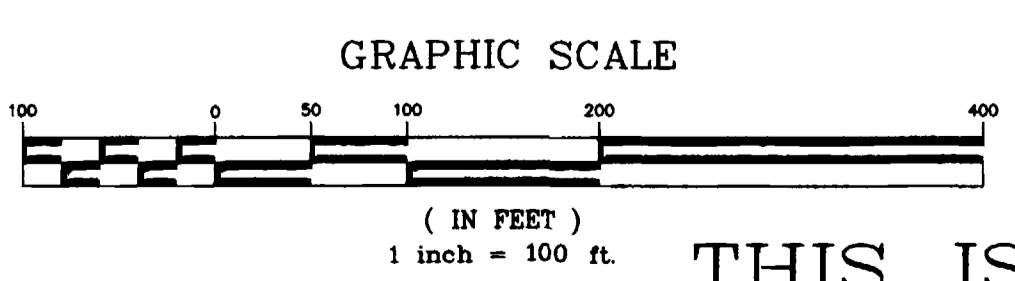 GRAPHIC SCALE
100 0 50 100 200 400
( IN FEET )
1 inch = 100 ft.
THIS IS